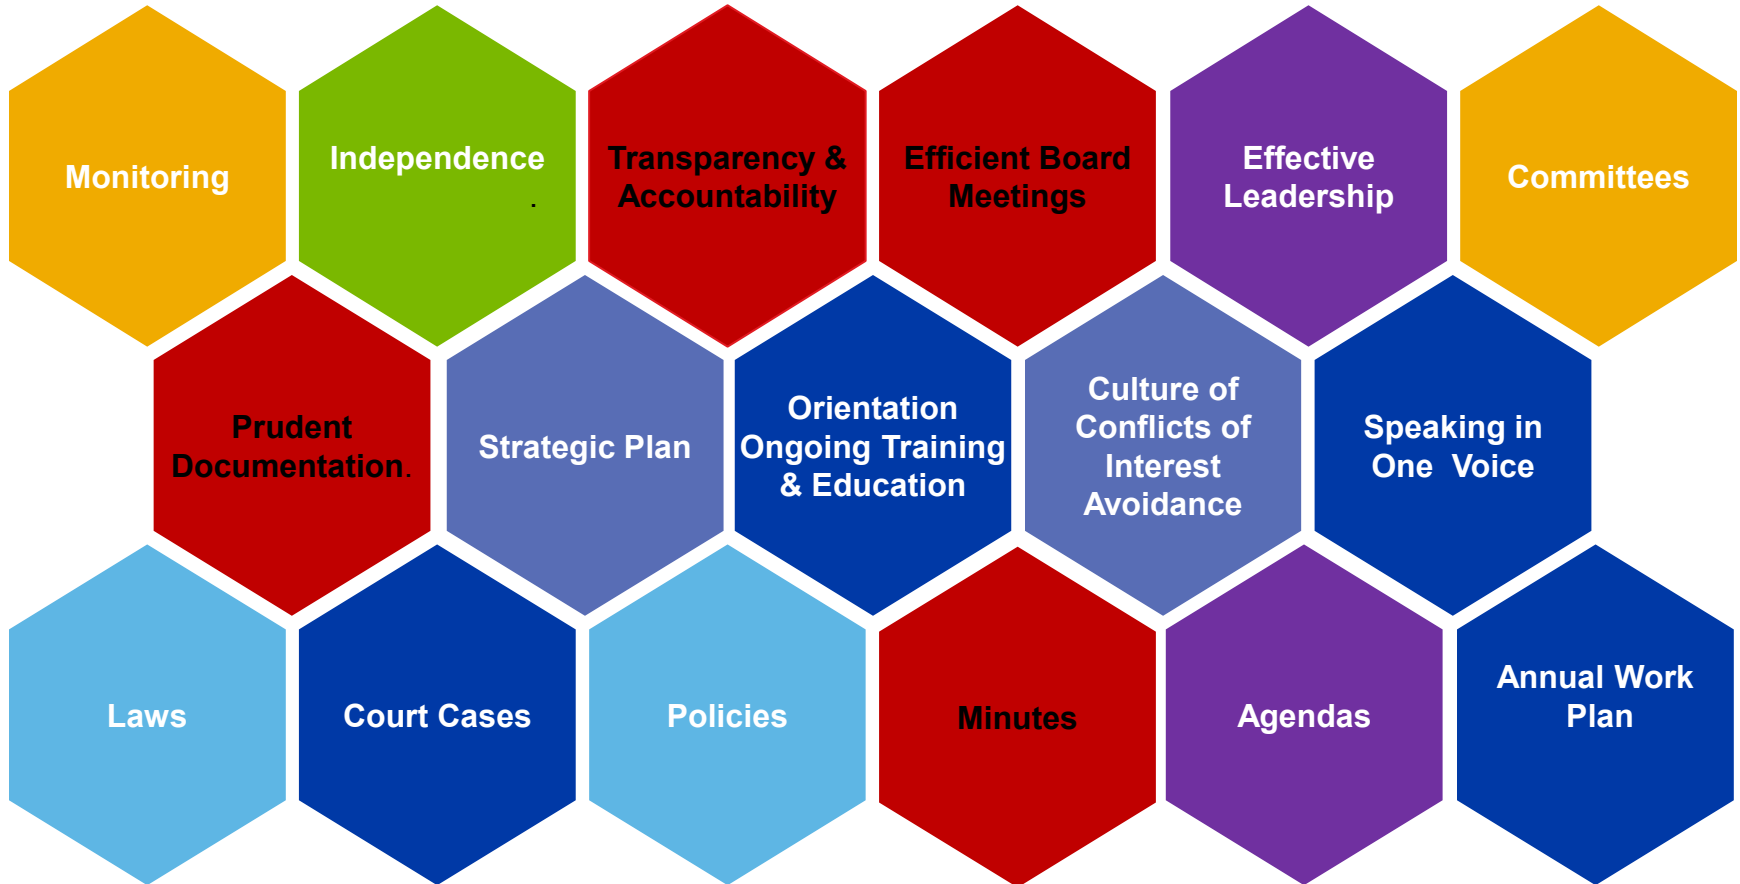 Monitoring
Independence
.
Transparency &
Accountability
Efficient Board
Meetings
Effective
Leadership
Committees
Prudent
Documentation.
Strategic Plan
Orientation
Ongoing Training
& Education
Culture of
Conflicts of
Interest
Avoidance
Speaking in
One  Voice
Laws
Court Cases
Policies
Minutes
Agendas
Annual Work
Plan